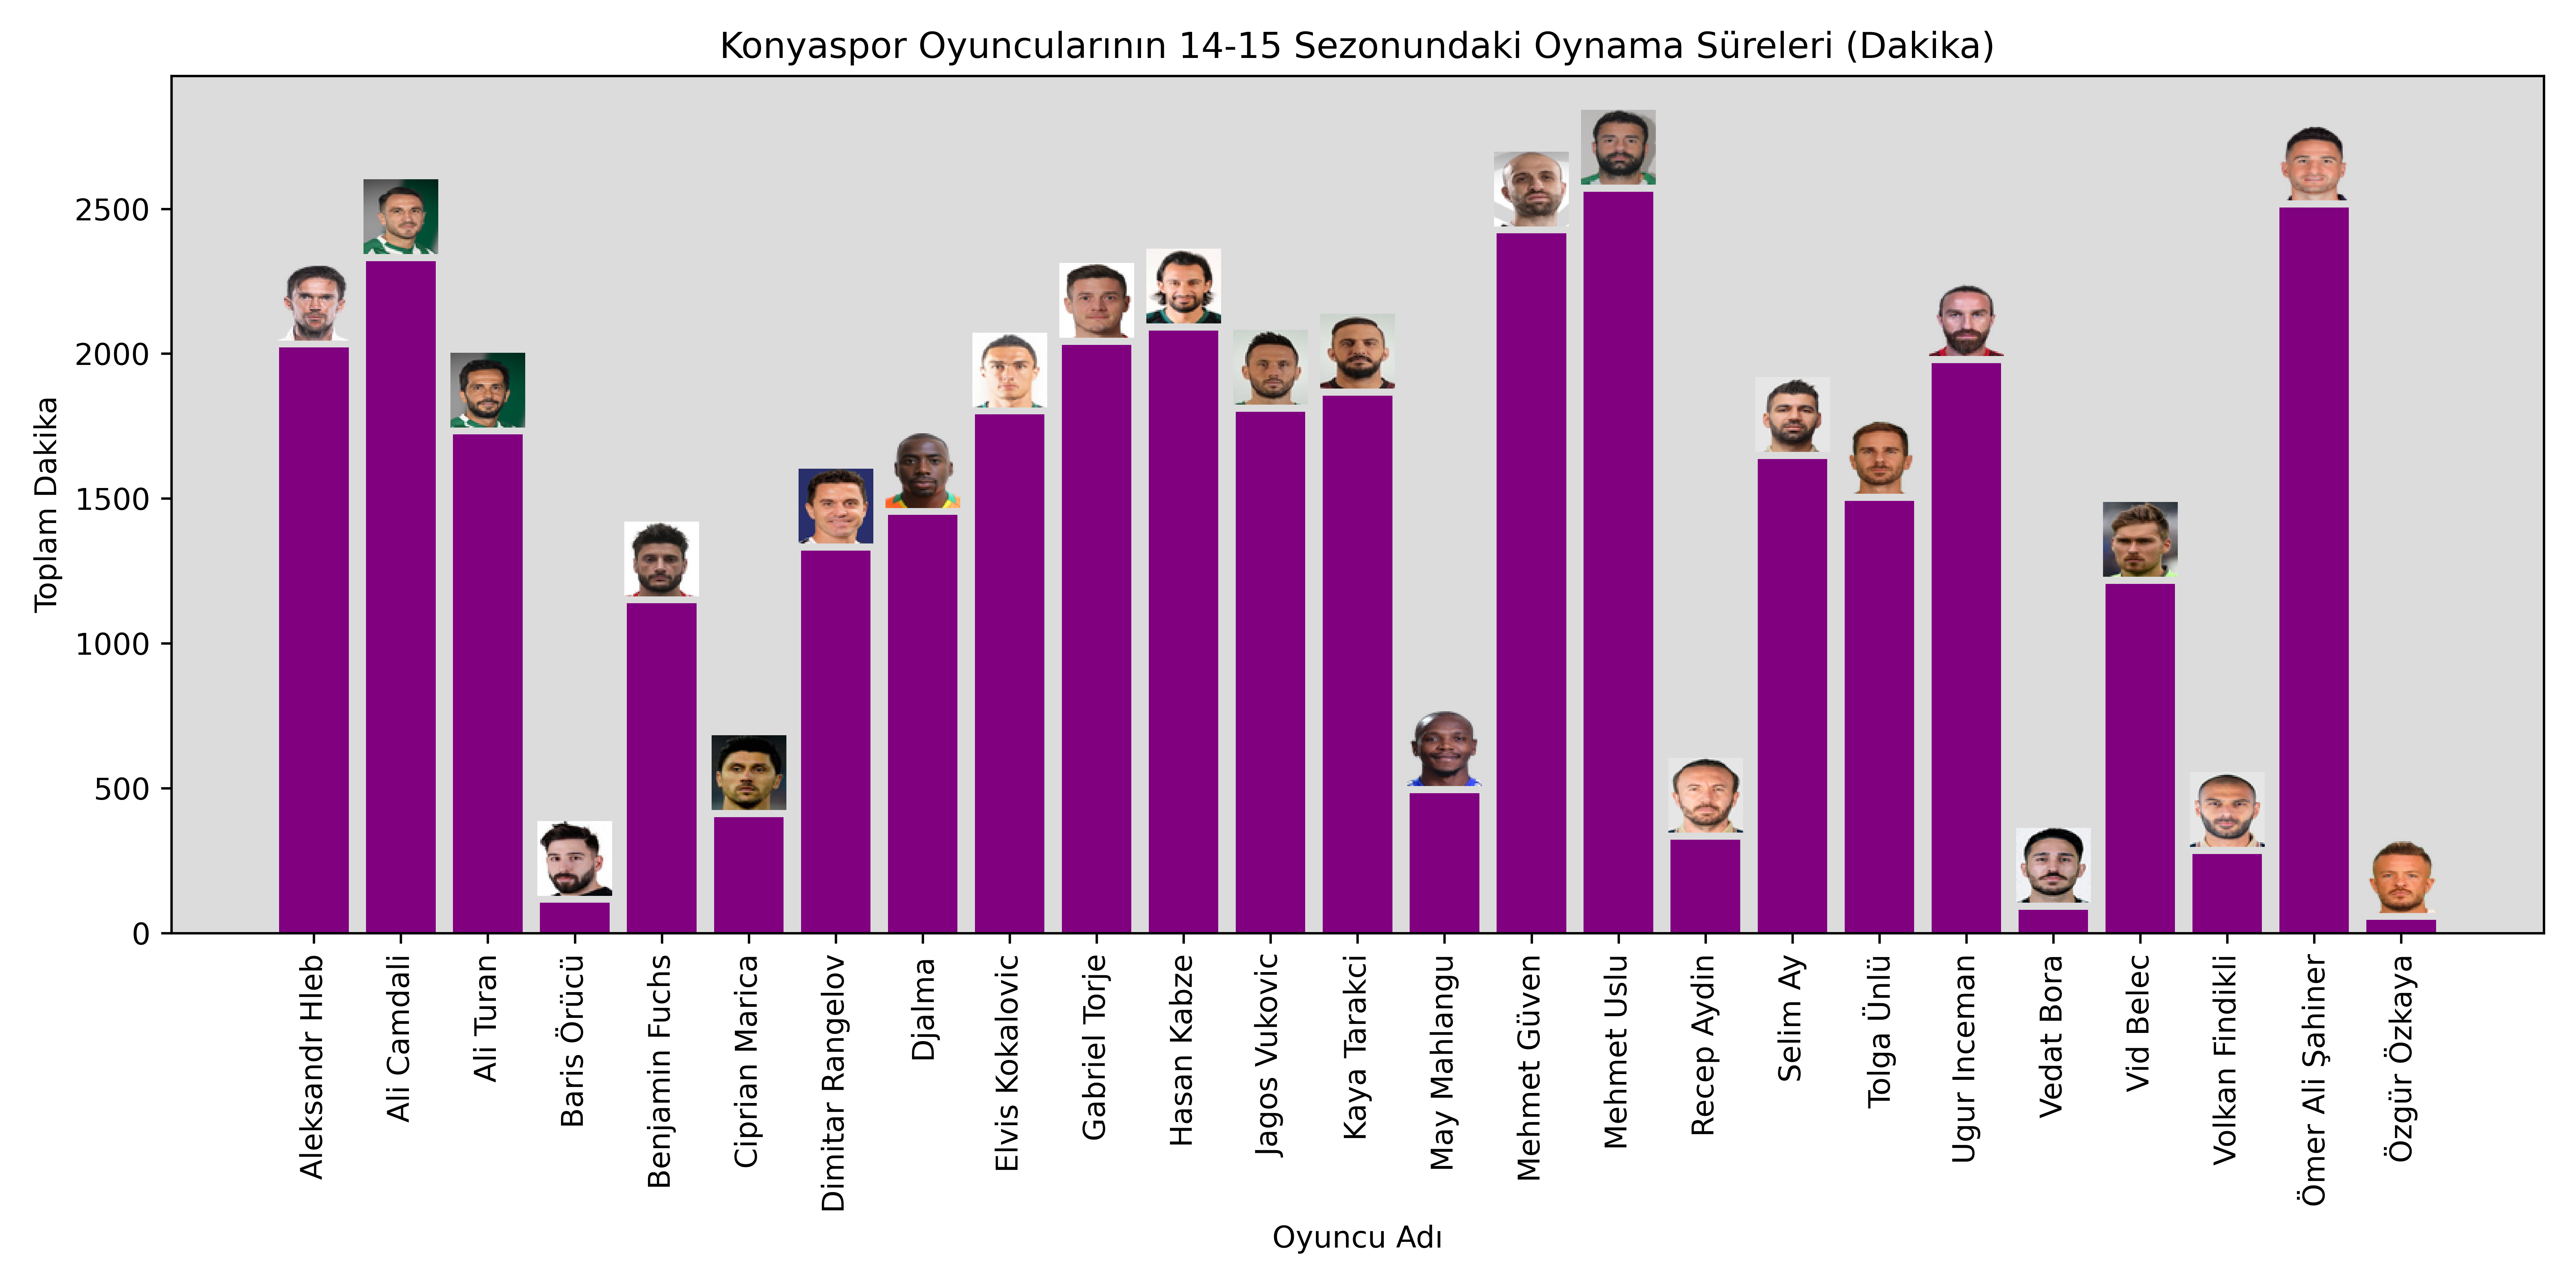 Konyaspor Oyuncularının 14-15 Sezonundaki Oynama Süreleri (Dakika)
Toplam Dakika
2500
2000
1500
1000
500
0
Aleksandr Hleb
Ali Camdali
Ali Turan
Baris Örücü
Benjamin Fuchs
Ciprian Marica
Dimitar Rangelov
Djalma
Elvis Kokalovic
Gabriel Torje
Hasan Kabze
Jagos Vukovic
Kaya Tarakci
May Mahlangu
Mehmet Güven
Mehmet Uslu
Recep Aydin
Selim Ay
Tolga Ünlü
Ugur Inceman
Vedat Bora
Vid Belec
Volkan Findikli
Ömer Ali Şahiner
Özgür Özkaya
Oyuncu Adı